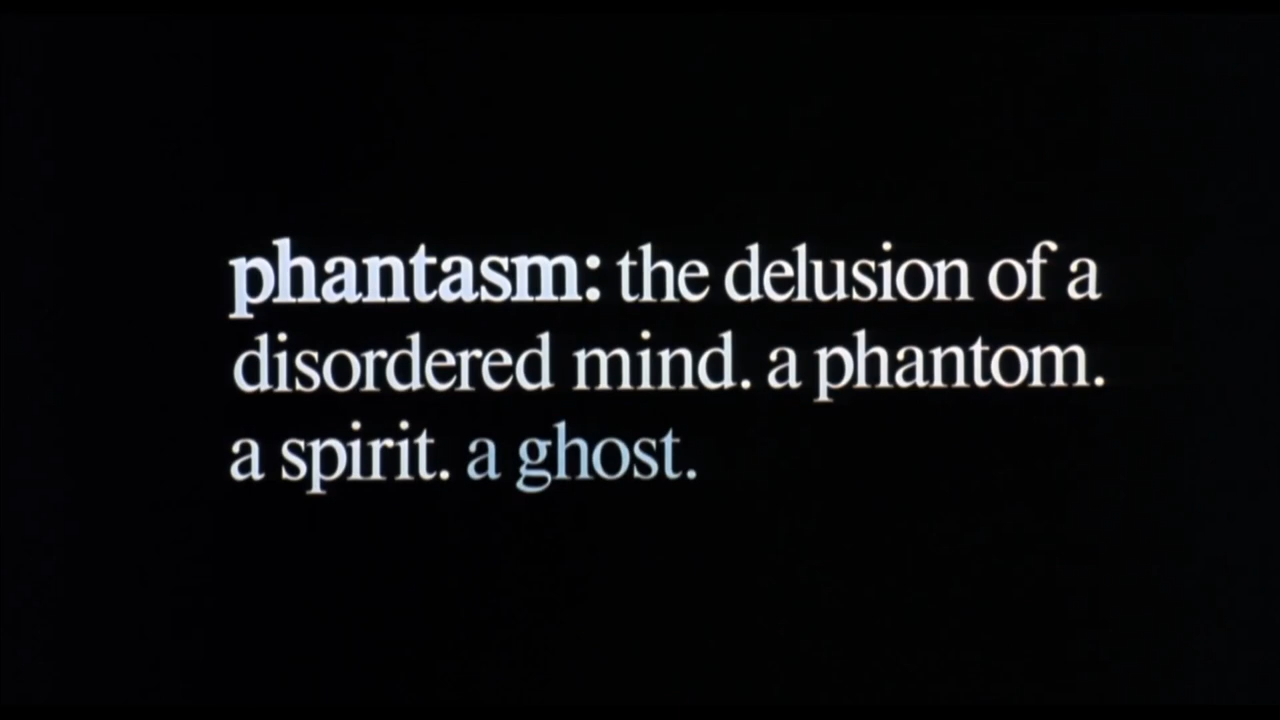 phantasm: the delusion of a
disordered mind. a phantom.
a spirit. a ghost.